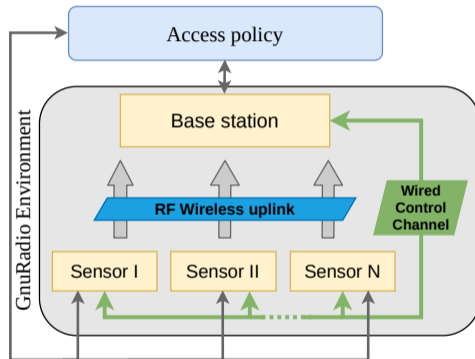 Access policy
GnuRadio Environment
Base station
RF Wireless uplink
Wired
Control
Channel
Sensor I
Sensor II
Sensor N